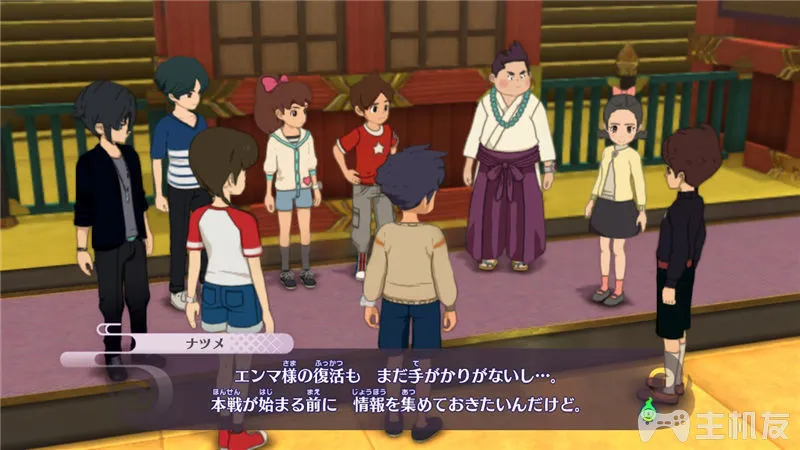 ナツメ
エンマ様の復活も まだ手がかりがないし…。
本戦が始まる前に 情報を集めておきたいんだけど。
主机友